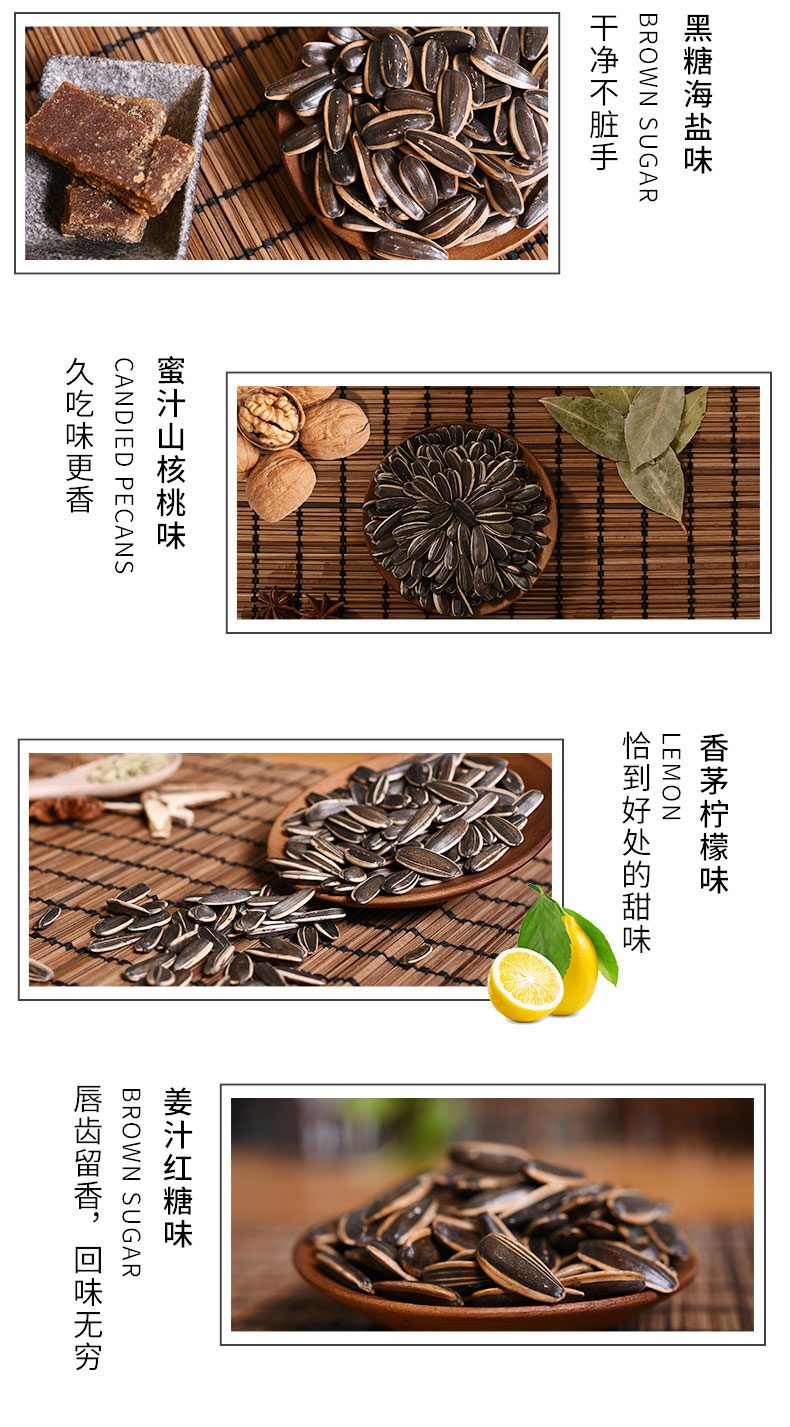 黑糖海盐味
BROWN SUGAR
干净不脏手
蜜汁山核桃味
CANDIED PECANS
久吃味更香
香茅柠檬味
LEMON
恰到好处的甜味
姜汁红糖味
BROWN SUGAR
唇齿留香，回味无穷